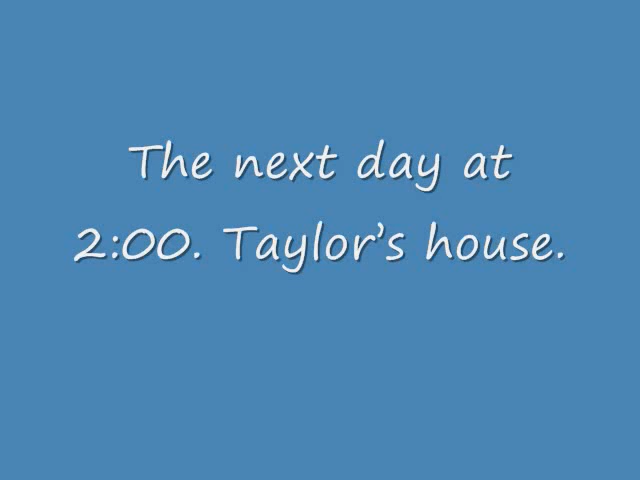 The next day at
2:00. Taylor’s house.